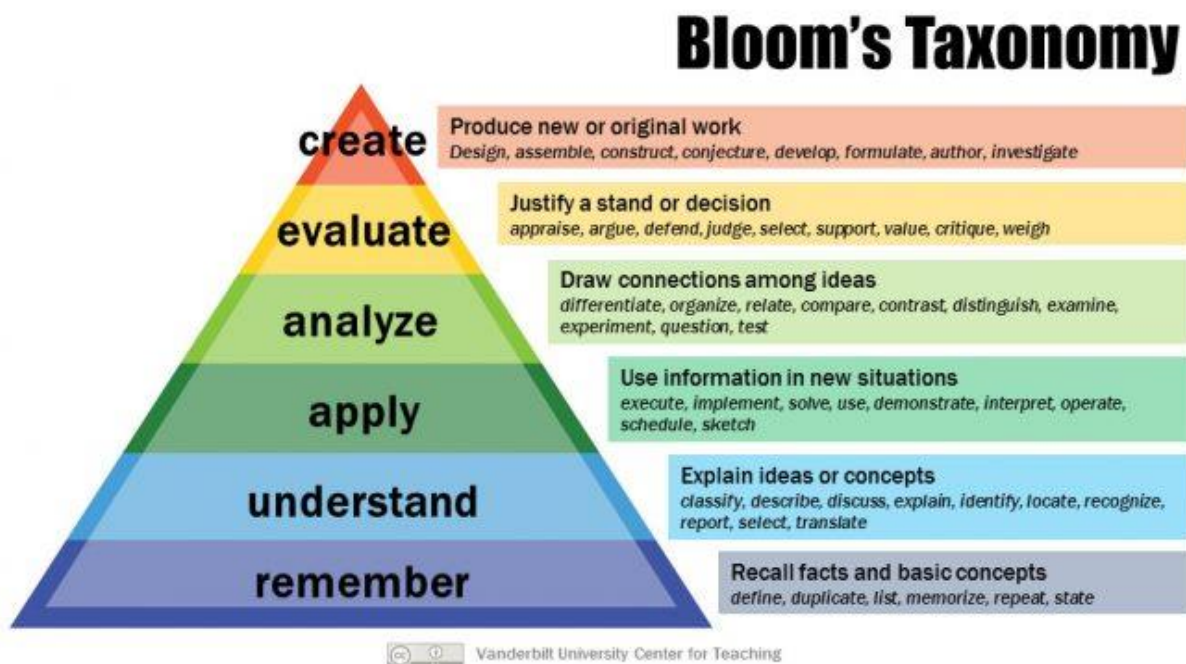 Bloom's Taxonomy
create
Produce new or original work
Design, assemble, construct, conjecture, develop, formulate, author, investigate
evaluate
Justify a stand or decision
appraise, argue, defend, judge, select, support, value, critique, weigh
analyze
Draw connections among ideas
differentiate, organize, relate, compare, contrast, distinguish, examine,
experiment, question, test
apply
Use information in new situations
execute, implement, solve, use, demonstrate, interpret, operate,
schedule, sketch
understand
Explain ideas or concepts
classify, describe, discuss, explain, identify, locate, recognize,
report, select, translate
remember
Recall facts and basic concepts
define, duplicate, list, memorize, repeat, state
cc
Vanderbilt University Center for Teaching